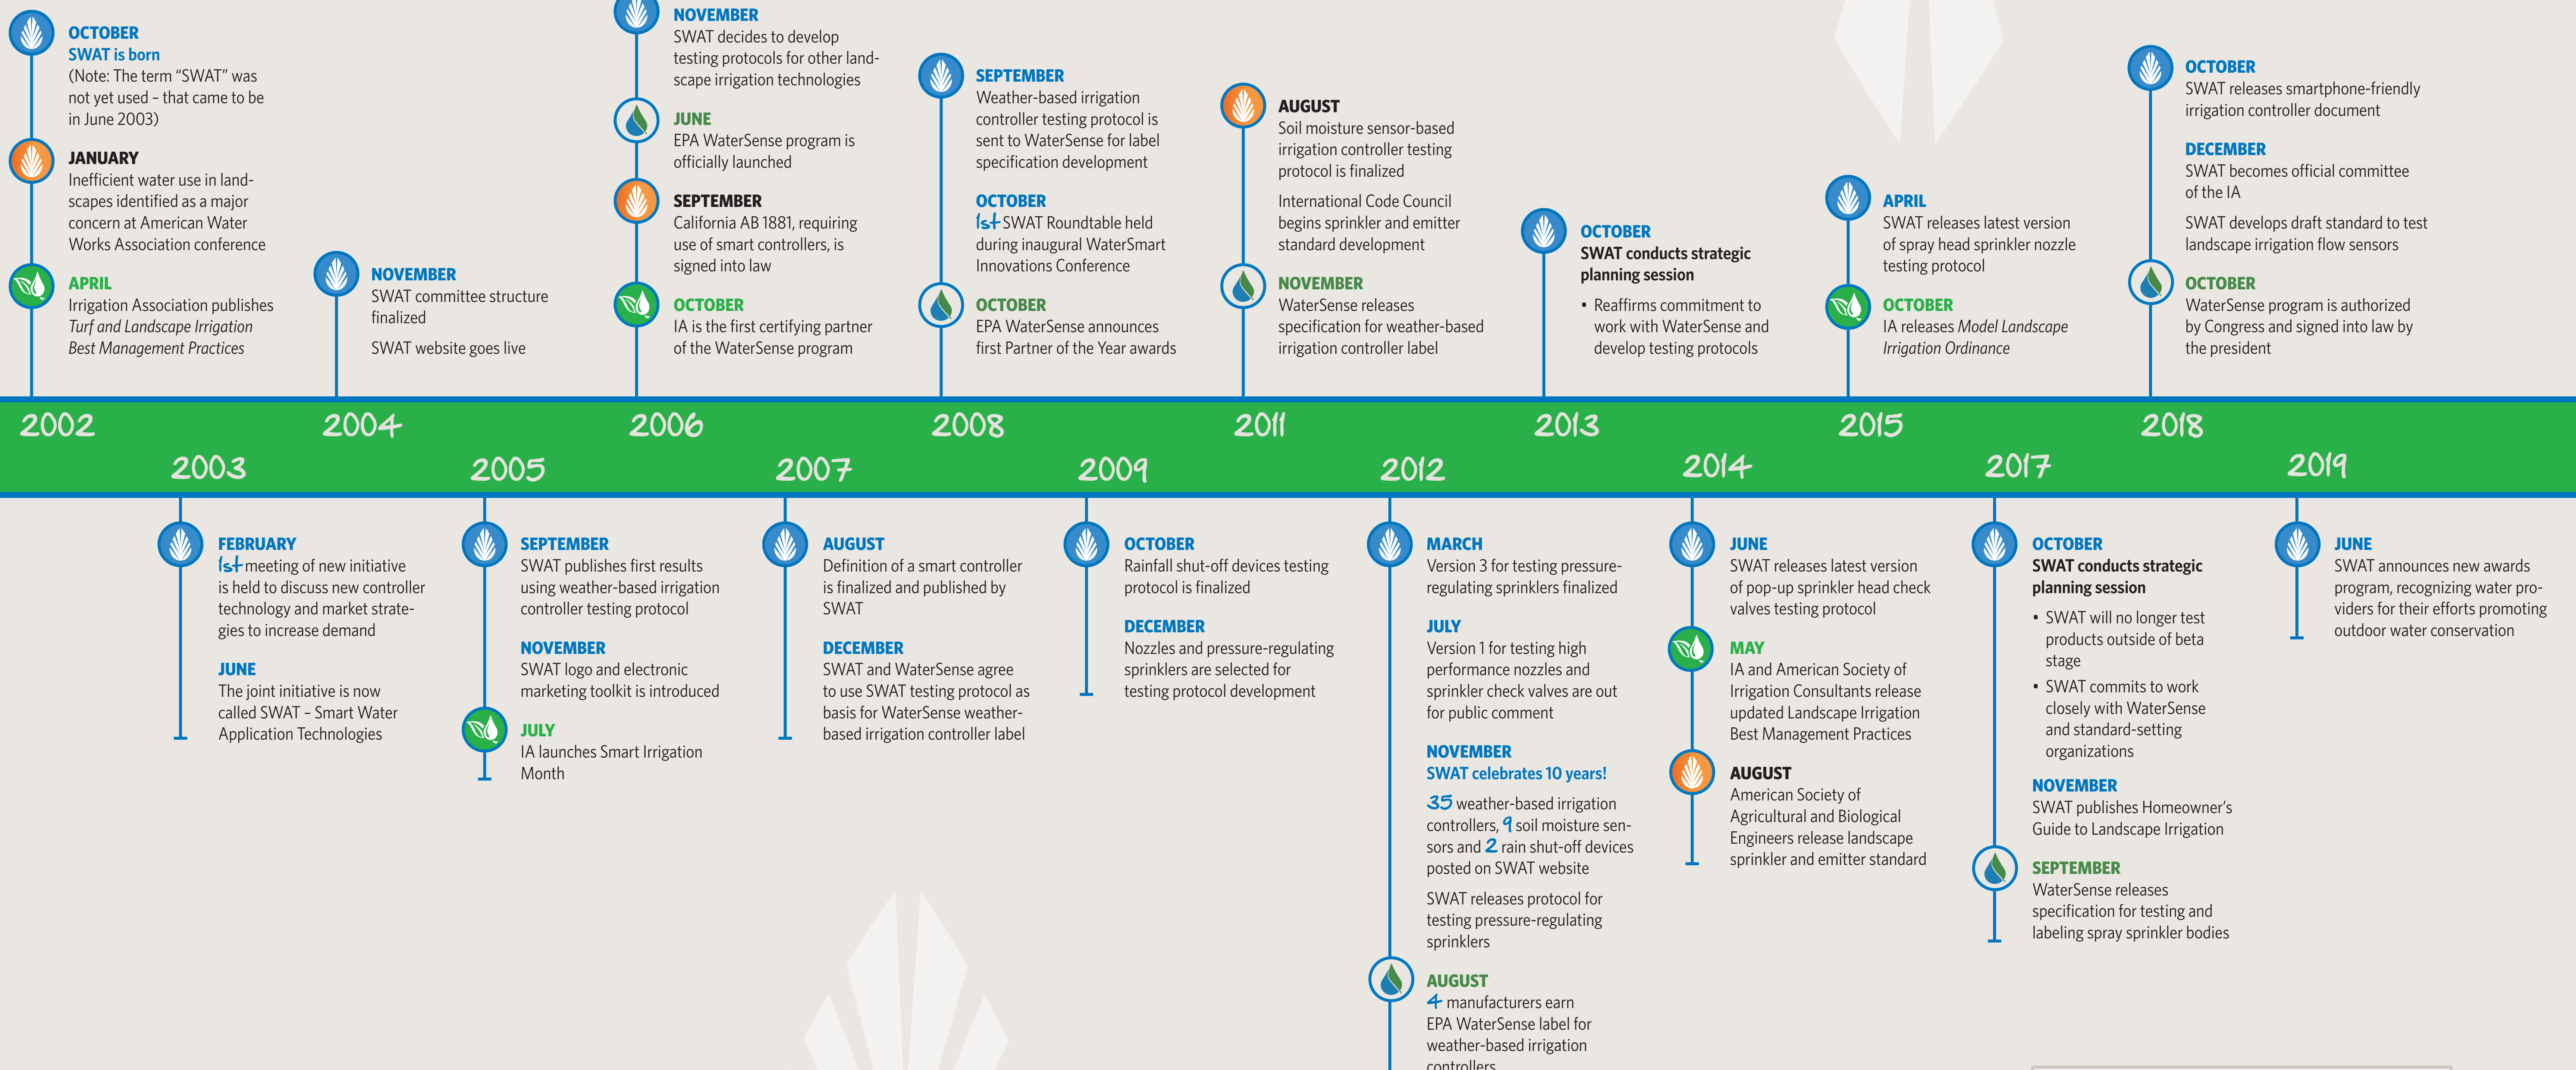 OCTOBER
SWAT is born
(Note: The term “SWAT” was
not yet used – that came to be
in June 2003)
JANUARY
Inefficient water use in land-
scapes identified as a major
concern at American Water
Works Association conference
APRIL
Irrigation Association publishes
Turf and Landscape Irrigation
Best Management Practices
NOVEMBER
SWAT committee structure
finalized
SWAT website goes live
NOVEMBER
SWAT decides to develop
testing protocols for other land-
scape irrigation technologies
JUNE
EPA WaterSense program is
officially launched
SEPTEMBER
California AB 1881, requiring
use of smart controllers, is
signed into law
OCTOBER
IA is the first certifying partner
of the WaterSense program
SEPTEMBER
Weather-based irrigation
controller testing protocol is
sent to WaterSense for label
specification development
OCTOBER
1st SWAT Roundtable held
during inaugural WaterSmart
Innovations Conference
OCTOBER
EPA WaterSense announces
first Partner of the Year awards
AUGUST
Soil moisture sensor-based
irrigation controller testing
protocol is finalized
International Code Council
begins sprinkler and emitter
standard development
NOVEMBER
WaterSense releases
specification for weather-based
irrigation controller label
OCTOBER
SWAT conducts strategic
planning session
• Reaffirms commitment to
work with WaterSense and
develop testing protocols
APRIL
SWAT releases latest version
of spray head sprinkler nozzle
testing protocol
OCTOBER
IA releases Model Landscape
Irrigation Ordinance
OCTOBER
SWAT releases smartphone-friendly
irrigation controller document
DECEMBER
SWAT becomes official committee
of the IA
SWAT develops draft standard to test
landscape irrigation flow sensors
OCTOBER
WaterSense program is authorized
by Congress and signed into law by
the president
2002 2004 2006 2008 2011 2013 2015 2018
2003 2005 2007 2009 2012 2014 2017 2019
FEBRUARY
1st meeting of new initiative
is held to discuss new controller
technology and market strate-
gies to increase demand
JUNE
The joint initiative is now
called SWAT – Smart Water
Application Technologies
SEPTEMBER
SWAT publishes first results
using weather-based irrigation
controller testing protocol
NOVEMBER
SWAT logo and electronic
marketing toolkit is introduced
JULY
IA launches Smart Irrigation
Month
AUGUST
Definition of a smart controller
is finalized and published by
SWAT
DECEMBER
SWAT and WaterSense agree
to use SWAT testing protocol as
basis for WaterSense weather-
based irrigation controller label
OCTOBER
Rainfall shut-off devices testing
protocol is finalized
DECEMBER
Nozzles and pressure-regulating
sprinklers are selected for
testing protocol development
MARCH
Version 3 for testing pressure-
regulating sprinklers finalized
JULY
Version 1 for testing high
performance nozzles and
sprinkler check valves are out
for public comment
NOVEMBER
SWAT celebrates 10 years!
35 weather-based irrigation
controllers, 9 soil moisture sen-
sors and 2 rain shut-off devices
posted on SWAT website
SWAT releases protocol for
testing pressure-regulating
sprinklers
AUGUST
4 manufacturers earn
EPA WaterSense label for
weather-based irrigation
controllers
JUNE
SWAT releases latest version
of pop-up sprinkler head check
valves testing protocol
MAY
IA and American Society of
Irrigation Consultants release
updated Landscape Irrigation
Best Management Practices
AUGUST
American Society of
Agricultural and Biological
Engineers release landscape
sprinkler and emitter standard
OCTOBER
SWAT conducts strategic
planning session
• SWAT will no longer test
products outside of beta
stage
• SWAT commits to work
closely with WaterSense
and standard-setting
organizations
NOVEMBER
SWAT publishes Homeowner’s
Guide to Landscape Irrigation
SEPTEMBER
WaterSense releases
specification for testing and
labeling spray sprinkler bodies
JUNE
SWAT announces new awards
program, recognizing water pro-
viders for their efforts promoting
outdoor water conservation